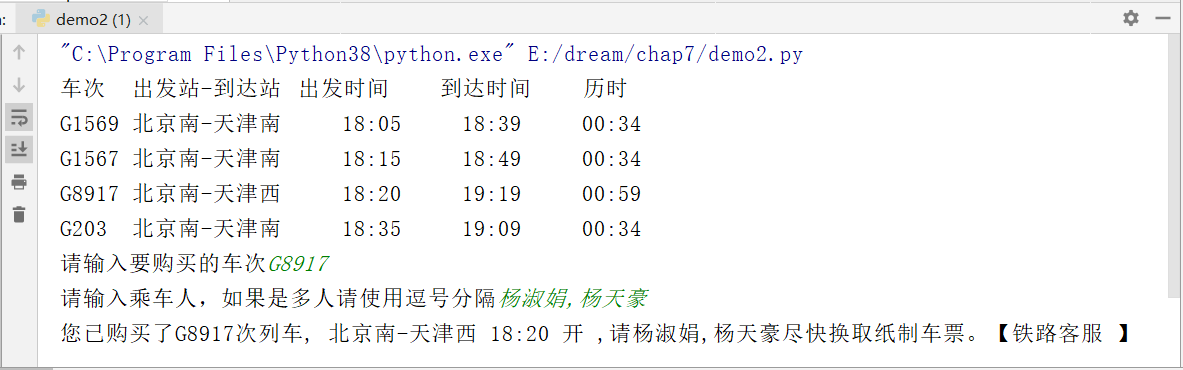 demo2 (1)
"C:\Program Files\Python38\python.exe" E:/dream/chap7/demo2.py
车次 出发站-到达站 出发时间 到达时间 历时
G1569 北京南-天津南 18:05 18:39 00:34
G1567 北京南-天津南 18:15 18:49 00:34
G8917 北京南-天津西 18:20 19:19 00:59
G203 北京南-天津南 18:35 19:09 00:34
请输入要购买的车次G8917
请输入乘车人，如果是多人请使用逗号分隔杨淑娟,杨天豪
您已购买了G8917次列车, 北京南-天津西 18:20 开 ,请杨淑娟,杨天豪尽快换取纸制车票。【铁路客服 】